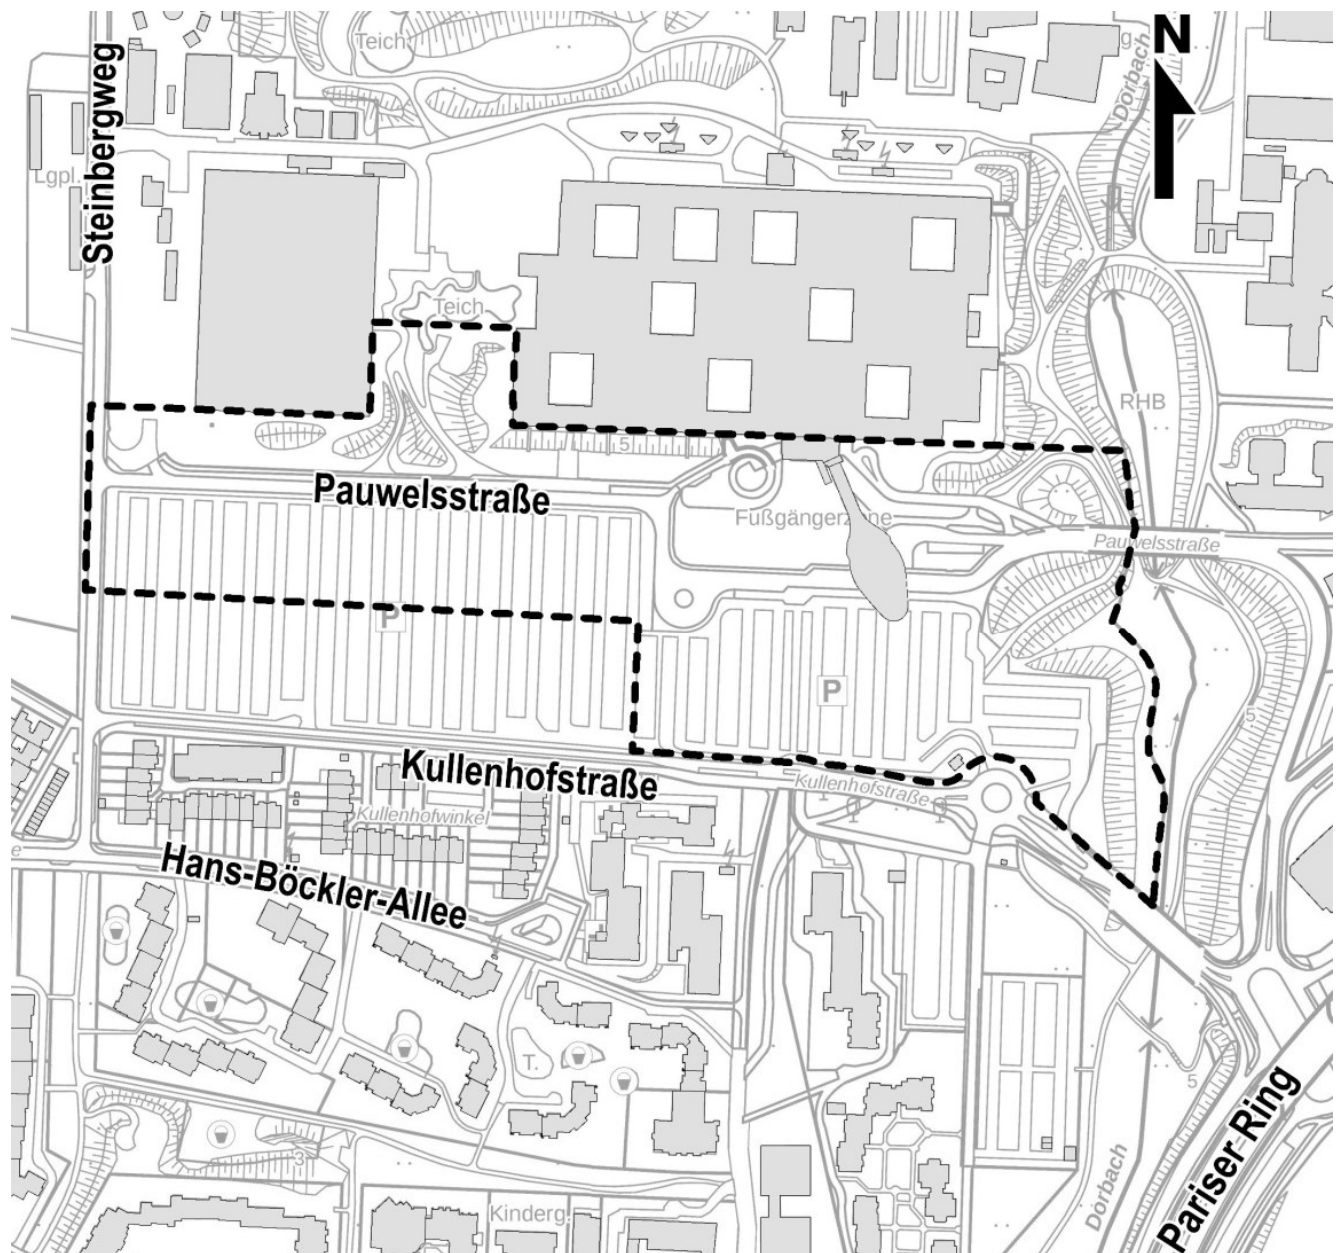 Teich
N
g.
Dorbach
Steinbergweg
Lgpl.
Teich
RHB
5
Pauwelsstraße
Fußgängerzone
Pauwelsstraße
P
P
5
Kullenhofstraße
Kullenhofstraße
Kullenhofwinkel
e
Hans-Böckler-Allee
T.
5
3
Dorbach
Pariser Ring
Kinderg.